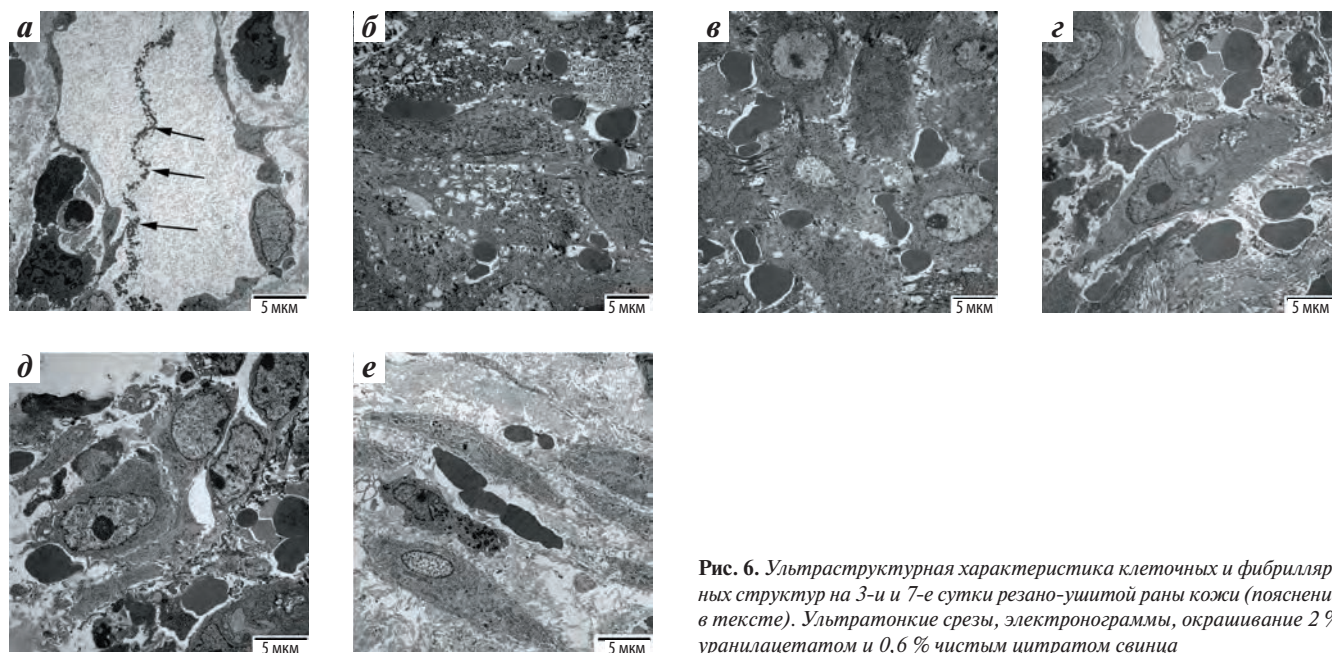 а
б
в
г
5 мкм
5 мкм
5 мкм
5 мкм
д
е
5 мкм
5 мкм
Рис. 6. Ультраструктурная характеристика клеточных и фибрилляр-
ных структур на 3-и и 7-е сутки резано-ушитой раны кожи (пояснени
в тексте). Ультратонкие срезы, электронограммы, окрашивание 2 %
уранилацетатом и 0,6 % чистым цитратом свинца